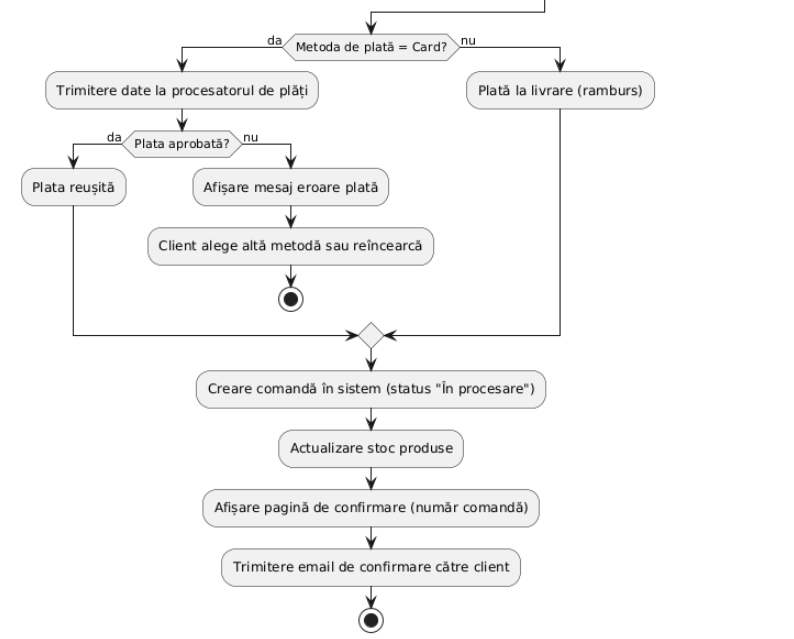 da
Metoda de plată = Card?
nu
Trimitere date la procesatorul de plăți
Plată la livrare (ramburs)
da
Plata aprobată?
nu
Plata reușită
Afișare mesaj eroare plată
Client alege altă metodă sau reîncearcă
Creare comandă în sistem (status "În procesare")
Actualizare stoc produse
Afișare pagină de confirmare (număr comandă)
Trimitere email de confirmare către client